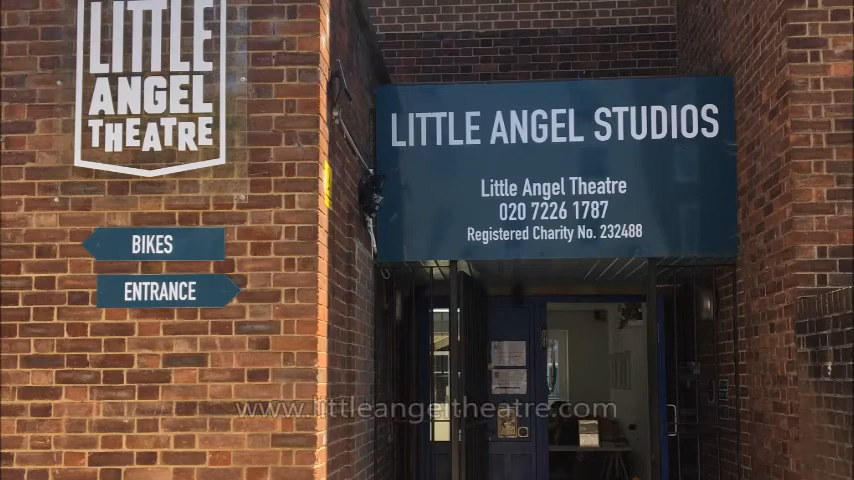 LITTLE
ANGEL
THEATRE
BIKES
ENTRANCE
LITTLE ANGEL STUDIOS
Little Angel Theatre
020 7226 1787
Registered Charity No. 232488
www.littleangeltheatre.com